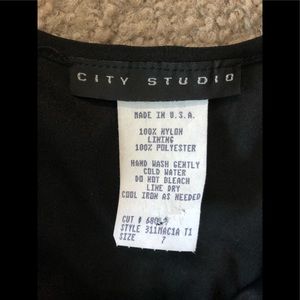 CITY STUDIO
MADE IN U.S.A.
100% NYLON
LINING
100% POLYESTER
HAND WASH GENTLY
COLD WATER
DO NOT BLEACH
LINE DRY
COOL IRON AS NEEDED
CUT #
STYLE 311MAC1A T1
SIZE 7